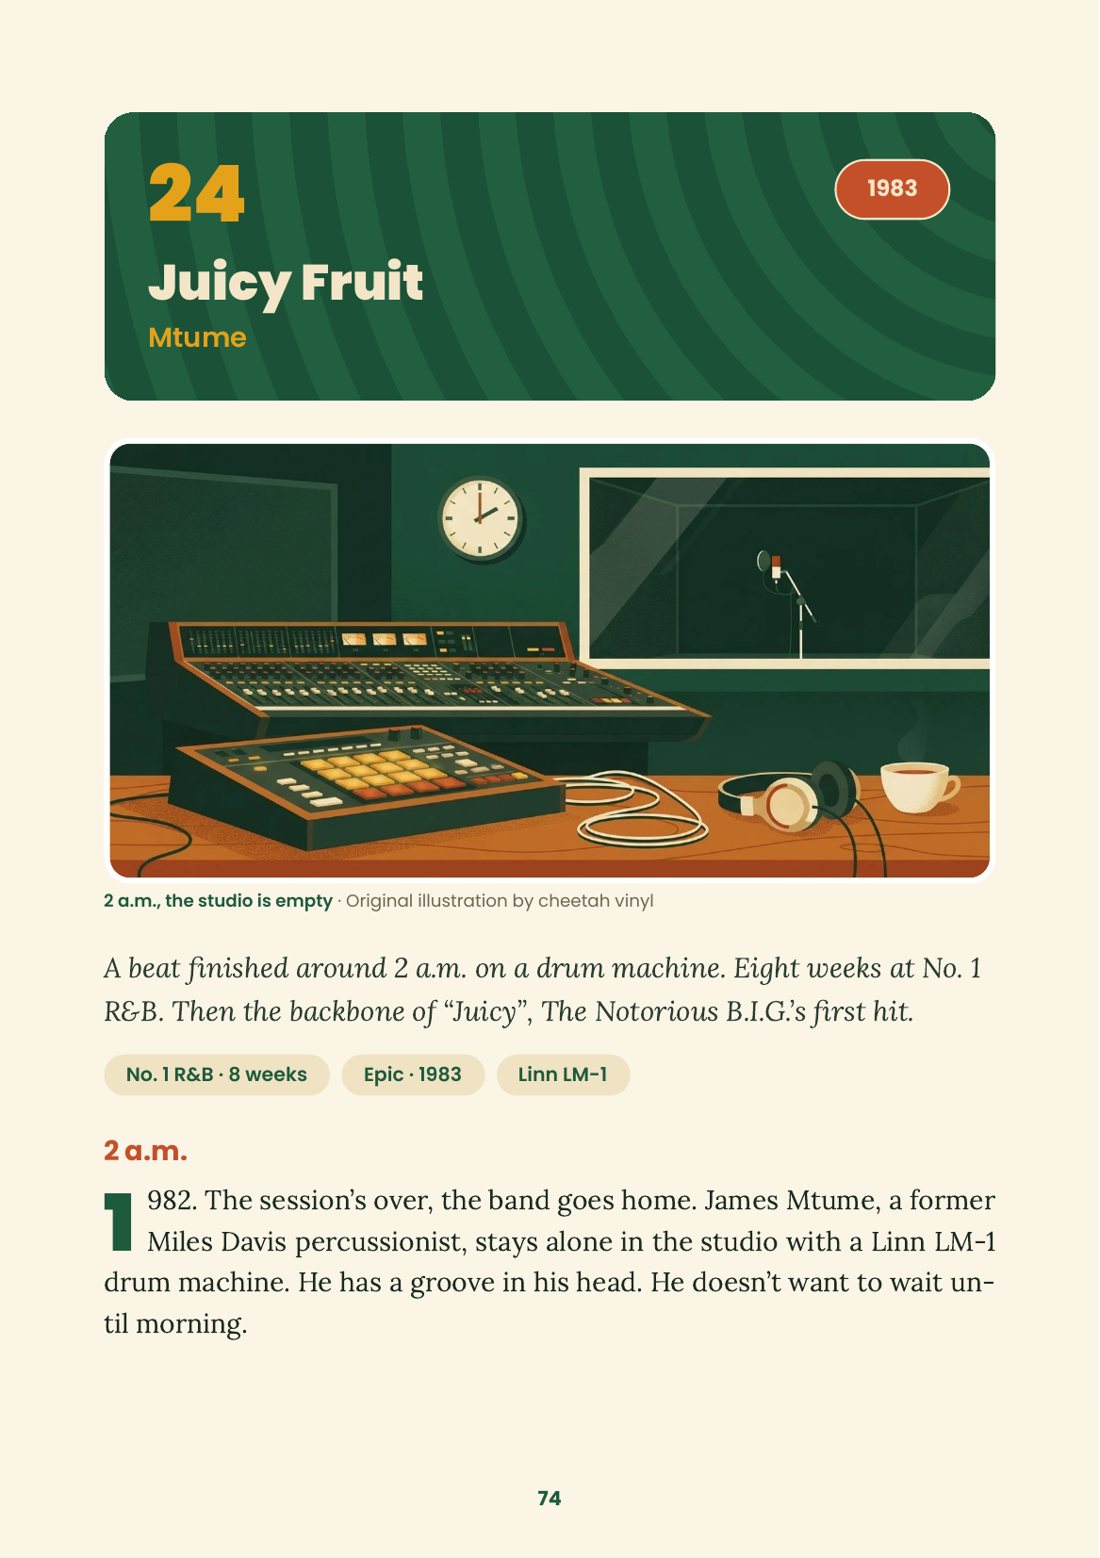 24
1983
Juicy Fruit
Mtume
2 a.m., the studio is empty · Original illustration by cheetah vinyl
A beat finished around 2 a.m. on a drum machine. Eight weeks at No. 1
R&B. Then the backbone of “Juicy”, The Notorious B.I.G.’s first hit.
No. 1 R&B · 8 weeks
Epic · 1983
Linn LM-1
2 a.m.
1982. The session’s over, the band goes home. James Mtume, a former
Miles Davis percussionist, stays alone in the studio with a Linn LM-1
drum machine. He has a groove in his head. He doesn’t want to wait un-
til morning.
74